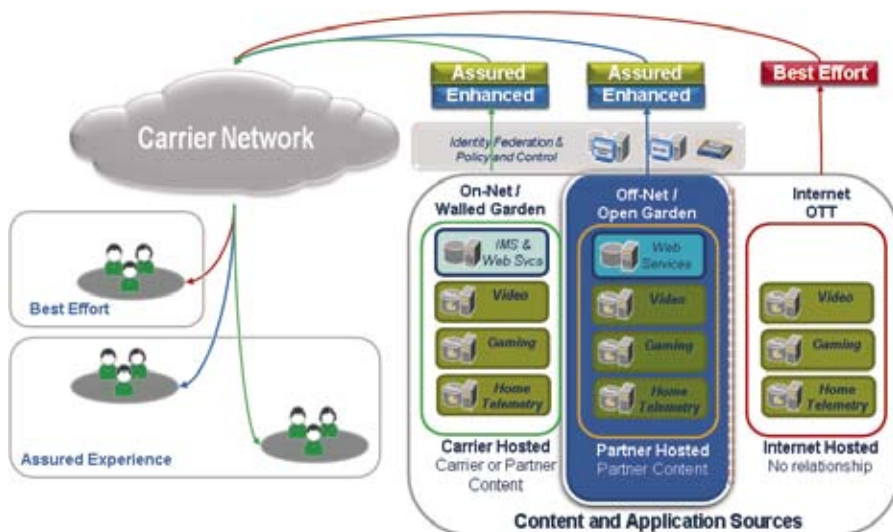 Assured
Enhanced
Assured
Enhanced
Best Effort
Carrier Network
Identity Federation &
Policy and Control
On-Net /
Walled Garden
IMS &
Web Svcs
Video
Gaming
Home
Telemetry
Carrier Hosted
Carrier or Partner
Content
Off-Net /
Open Garden
Web
Services
Video
Gaming
Home
Telemetry
Partner Hosted
Partner Content
Internet
OTT
Video
Gaming
Home
Telemetry
Internet Hosted
No relationship
Best Effort
Assured Experience
Content and Application Sources